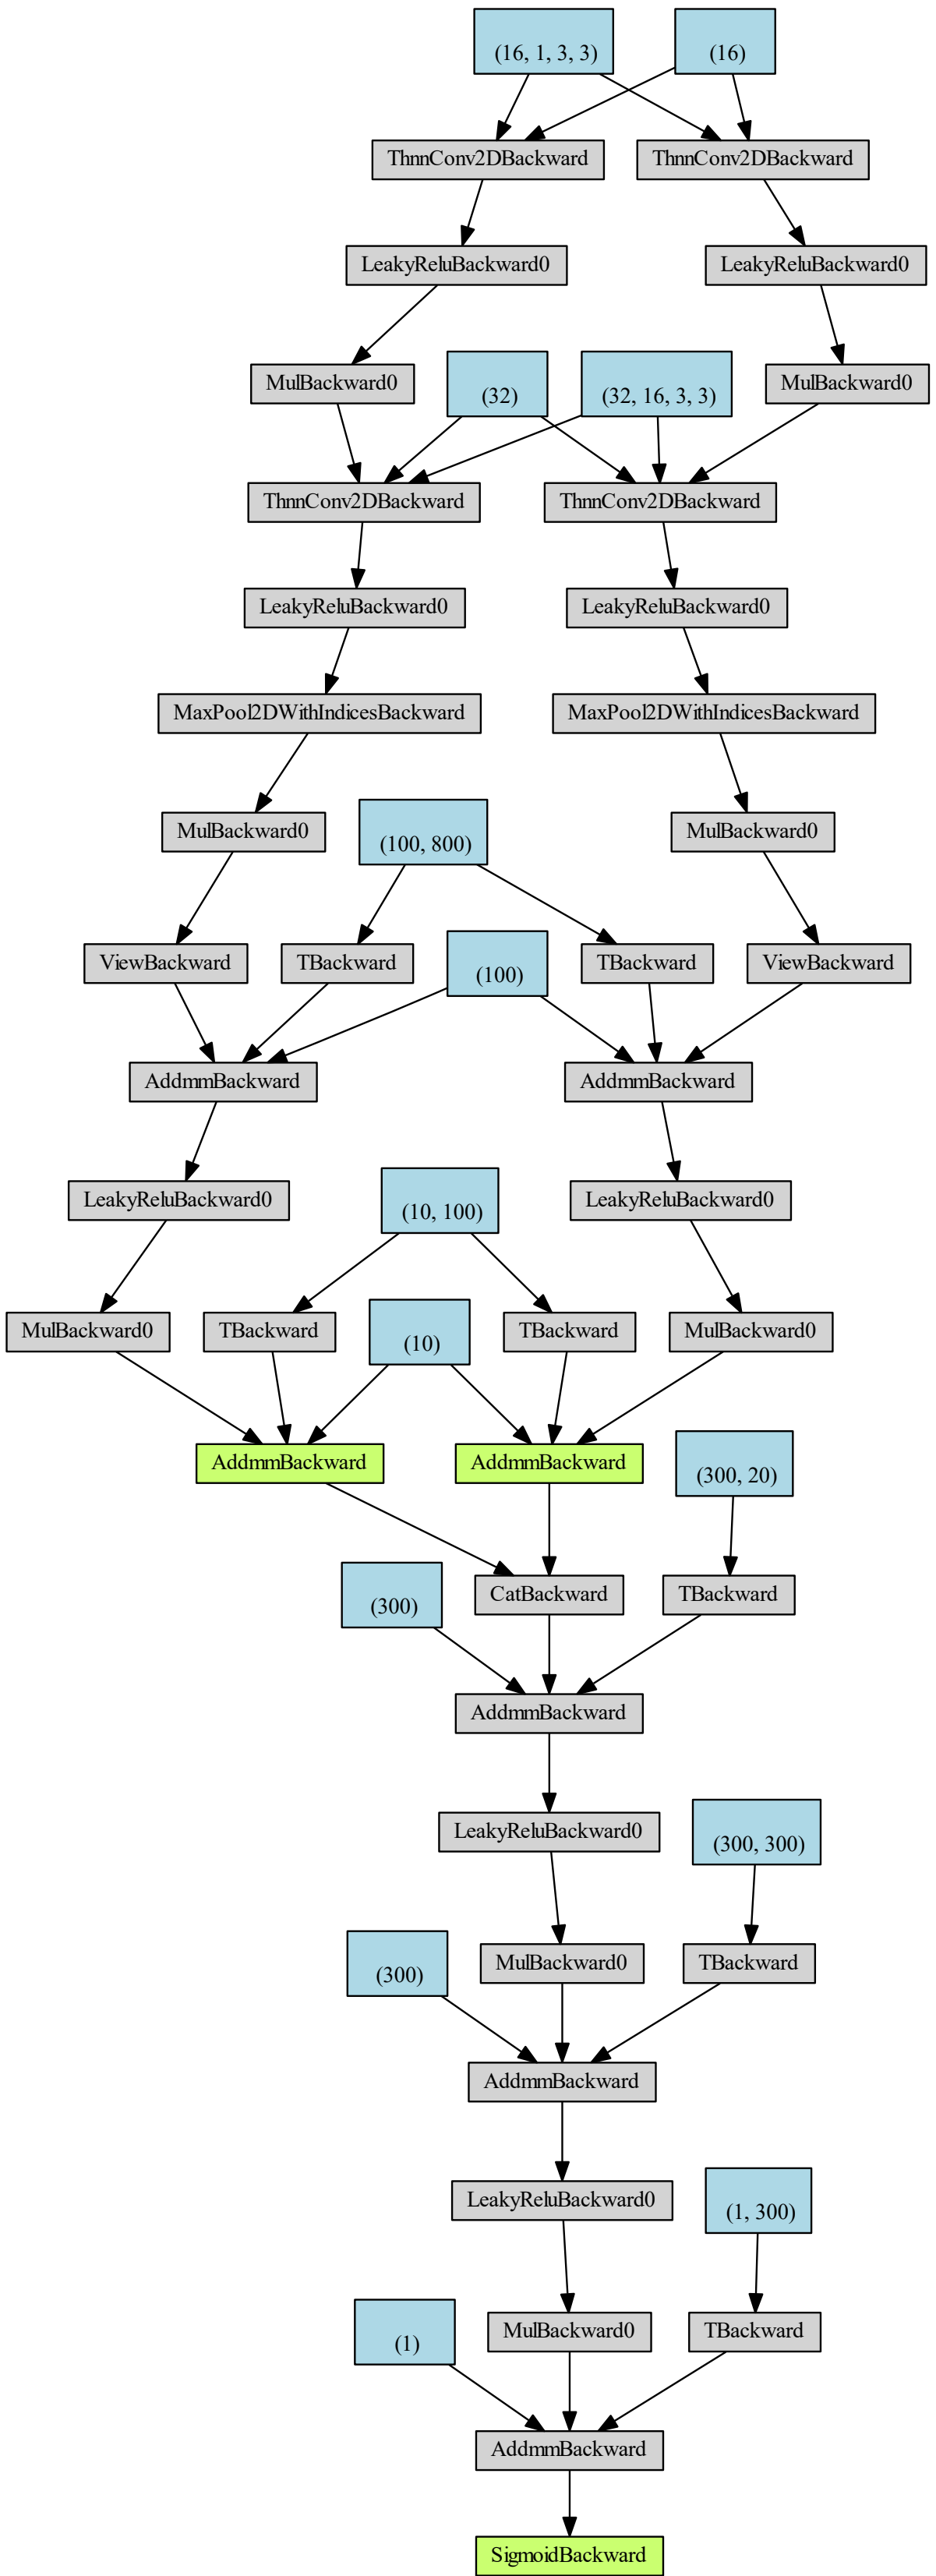 (16, 1, 3, 3)
(16)
ThnnConv2DBackward
ThnnConv2DBackward
LeakyReluBackward0
LeakyReluBackward0
MulBackward0
(32)
(32, 16, 3, 3)
MulBackward0
ThnnConv2DBackward
ThnnConv2DBackward
LeakyReluBackward0
LeakyReluBackward0
MaxPool2DWithIndicesBackward
MaxPool2DWithIndicesBackward
MulBackward0
(100, 800)
MulBackward0
ViewBackward
TBackward
(100)
TBackward
ViewBackward
AddmmBackward
AddmmBackward
LeakyReluBackward0
(10, 100)
LeakyReluBackward0
MulBackward0
TBackward
(10)
TBackward
MulBackward0
AddmmBackward
AddmmBackward
(300, 20)
(300)
CatBackward
TBackward
AddmmBackward
LeakyReluBackward0
(300, 300)
(300)
MulBackward0
TBackward
AddmmBackward
LeakyReluBackward0
(1, 300)
(1)
MulBackward0
TBackward
AddmmBackward
SigmoidBackward